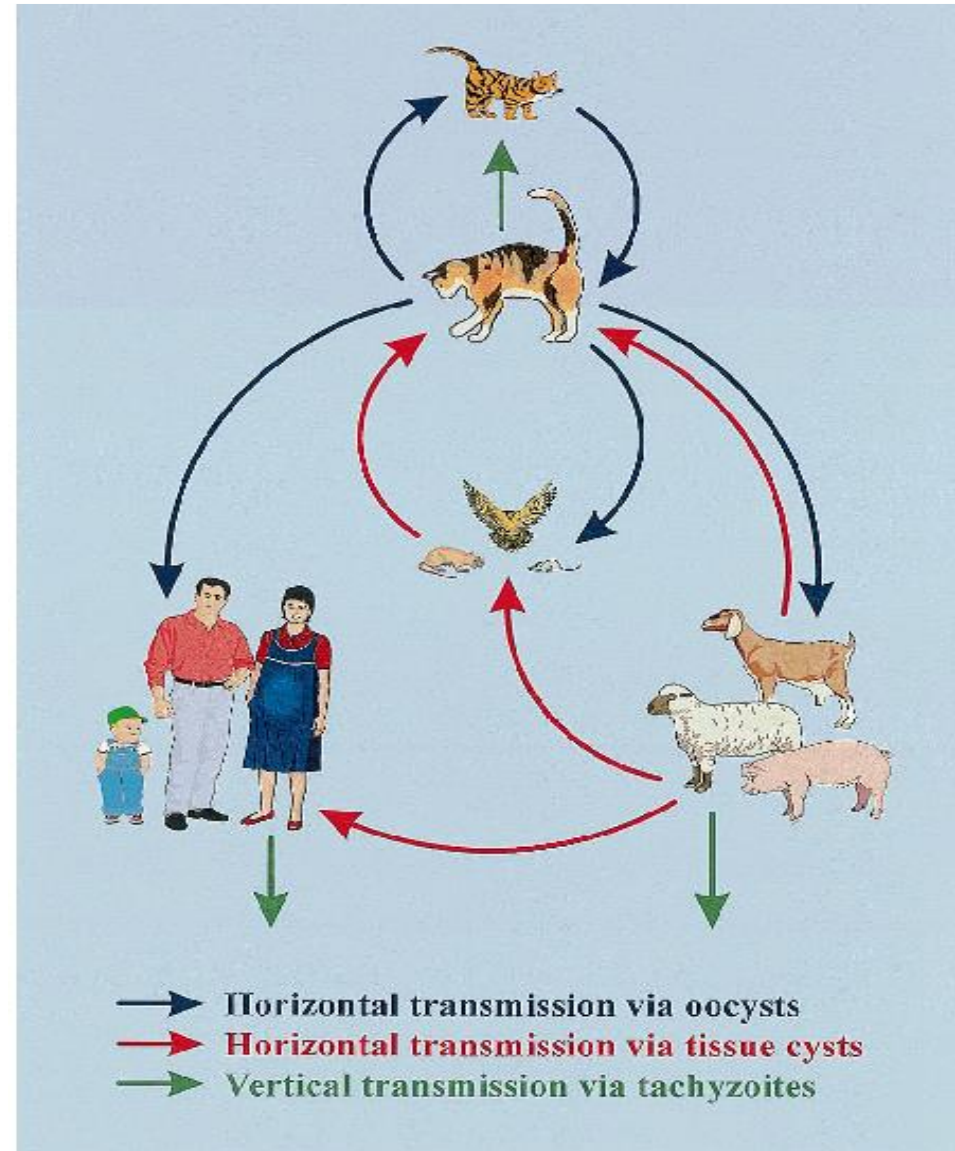 Horizontal transmission via oocysts
Horizontal transmission via tissue cysts
Vertical transmission via tachyzoites